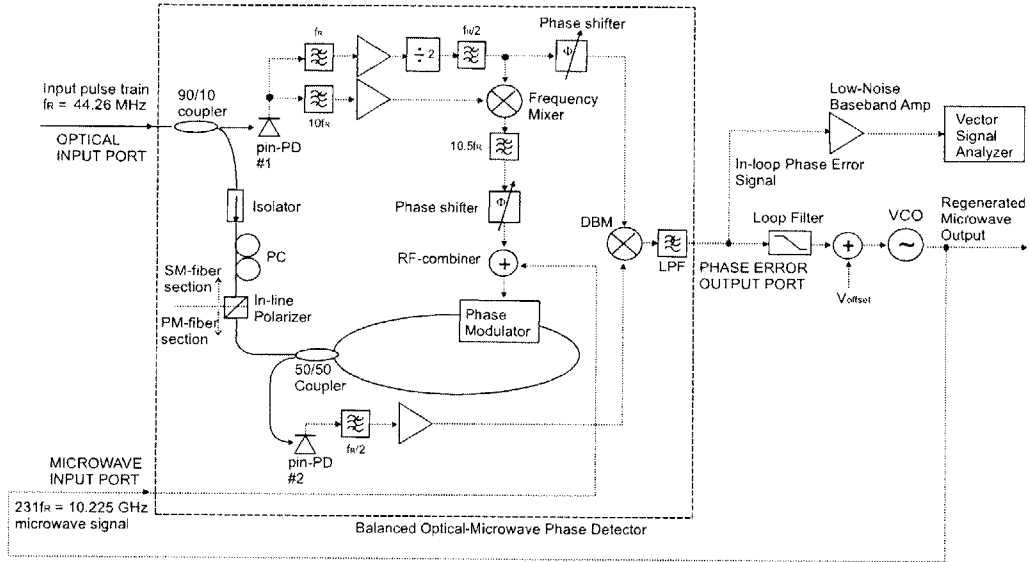 Input pulse train
fR = 44.26 MHz
OPTICAL
INPUT PORT
90/10
coupler
pin-PD
#1
fR
10fR
÷ 2
fR/2
Phase shifter
Φ
Frequency
Mixer
10.5fR
Phase shifter
Φ
RF-combiner
+
Phase
Modulator
Isolator
PC
SM-fiber
section
In-line
Polarizer
PM-fiber
section
50/50
Coupler
pin-PD
#2
fR/2
DBM
LPF
PHASE ERROR
OUTPUT PORT
In-loop Phase Error
Signal
Low-Noise
Baseband Amp
Vector
Signal
Analyzer
Loop Filter
+
Voffset
VCO
~
Regenerated
Microwave
Output
MICROWAVE
INPUT PORT
231fR = 10.225 GHz
microwave signal
Balanced Optical-Microwave Phase Detector